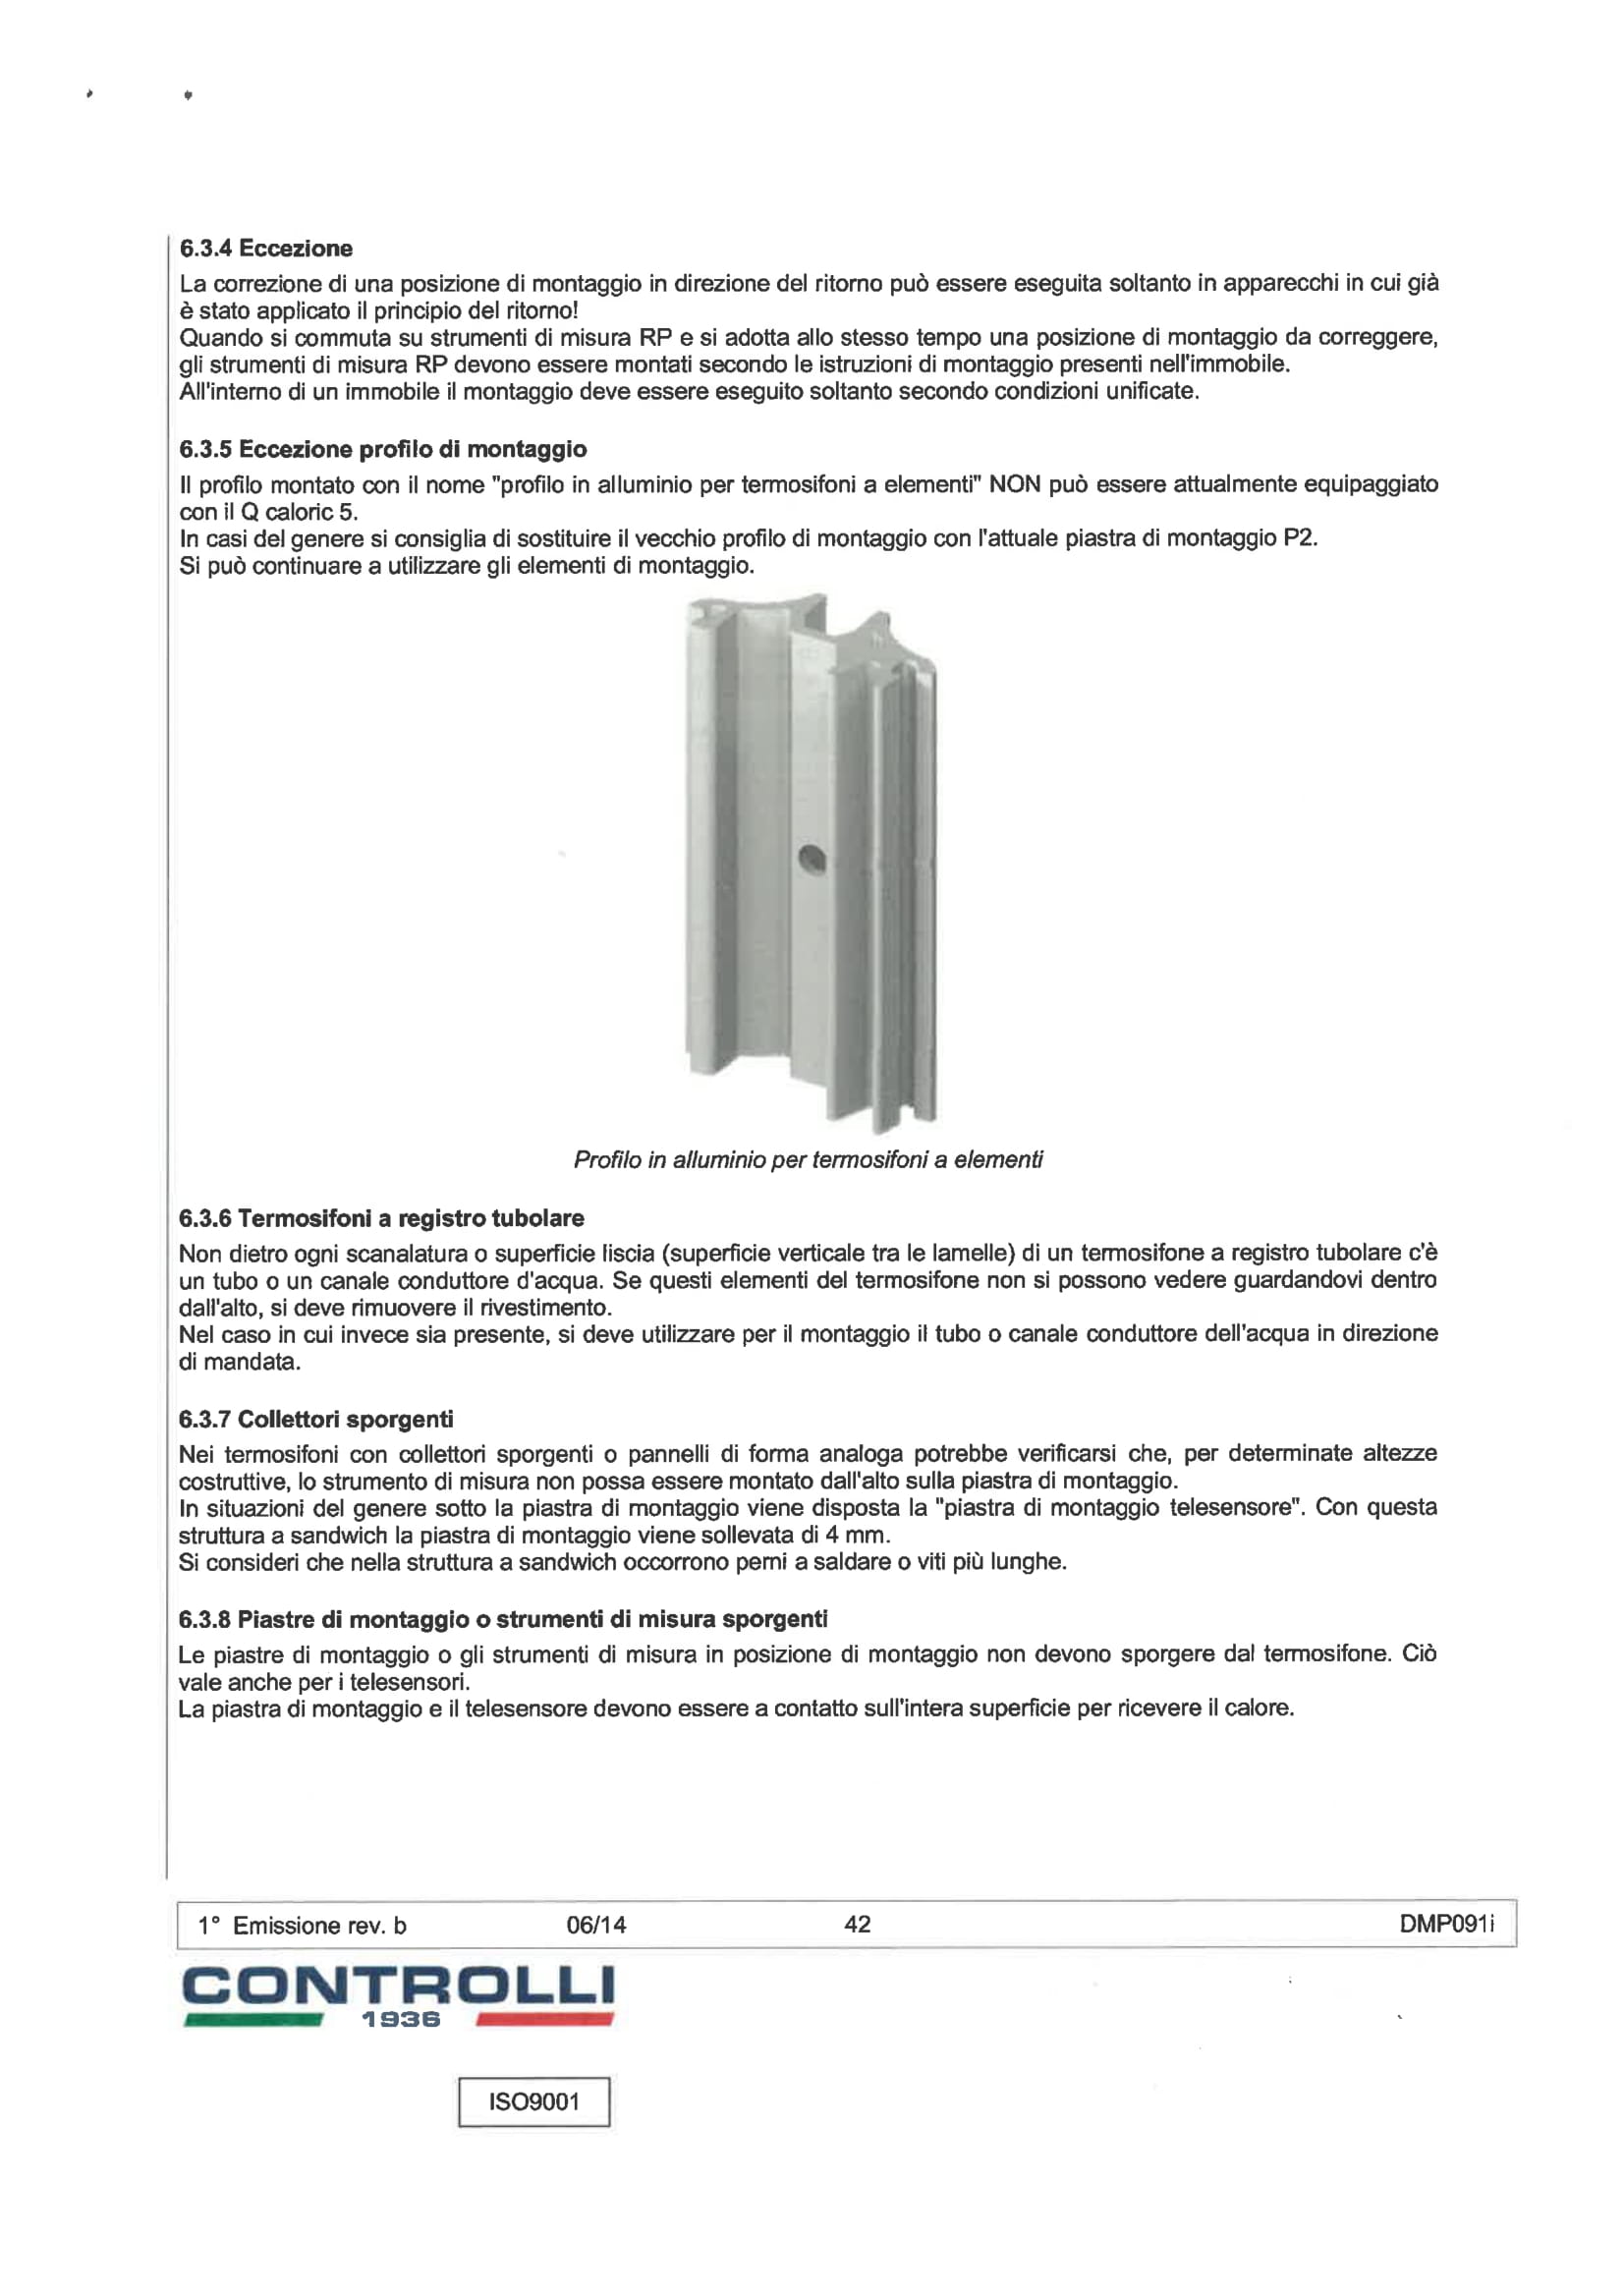 6.3.4 Eccezione
La correzione di una posizione di montaggio in direzione del ritorno può essere eseguita soltanto in apparecchi in cui già
è stato applicato il principio del ritorno!
Quando si commuta su strumenti di misura RP e si adotta allo stesso tempo una posizione di montaggio da correggere,
gli strumenti di misura RP devono essere montati secondo le istruzioni di montaggio presenti nell'immobile.
All'interno di un immobile il montaggio deve essere eseguito soltanto secondo condizioni unificate.
6.3.5 Eccezione profilo di montaggio
Il profilo montato con il nome "profilo in alluminio per termosifoni a elementi" NON può essere attualmente equipaggiato
con il Q caloric 5.
In casi del genere si consiglia di sostituire il vecchio profilo di montaggio con l'attuale piastra di montaggio P2.
Si può continuare a utilizzare gli elementi di montaggio.
Profilo in alluminio per termosifoni a elementi
6.3.6 Termosifoni a registro tubolare
Non dietro ogni scanalatura o superficie liscia (superficie verticale tra le lamelle) di un termosifone a registro tubolare c'è
un tubo o un canale conduttore d'acqua. Se questi elementi del termosifone non si possono vedere guardandovi dentro
dall'alto, si deve rimuovere il rivestimento.
Nel caso in cui invece sia presente, si deve utilizzare per il montaggio il tubo o canale conduttore dell'acqua in direzione
di mandata.
6.3.7 Collettori sporgenti
Nei termosifoni con collettori sporgenti o pannelli di forma analoga potrebbe verificarsi che, per determinate altezze
costruttive, lo strumento di misura non possa essere montato dall'alto sulla piastra di montaggio.
In situazioni del genere sotto la piastra di montaggio viene disposta la "piastra di montaggio telesensore". Con questa
struttura a sandwich la piastra di montaggio viene sollevata di 4 mm.
Si consideri che nella struttura a sandwich occorrono perni a saldare o viti più lunghe.
6.3.8 Piastre di montaggio o strumenti di misura sporgenti
Le piastre di montaggio o gli strumenti di misura in posizione di montaggio non devono sporgere dal termosifone. Ciò
vale anche per i telesensori.
La piastra di montaggio e il telesensore devono essere a contatto sull'intera superficie per ricevere il calore.
1° Emissione rev. b 06/14 42 DMP091i
CONTROLLI
1936
ISO9001